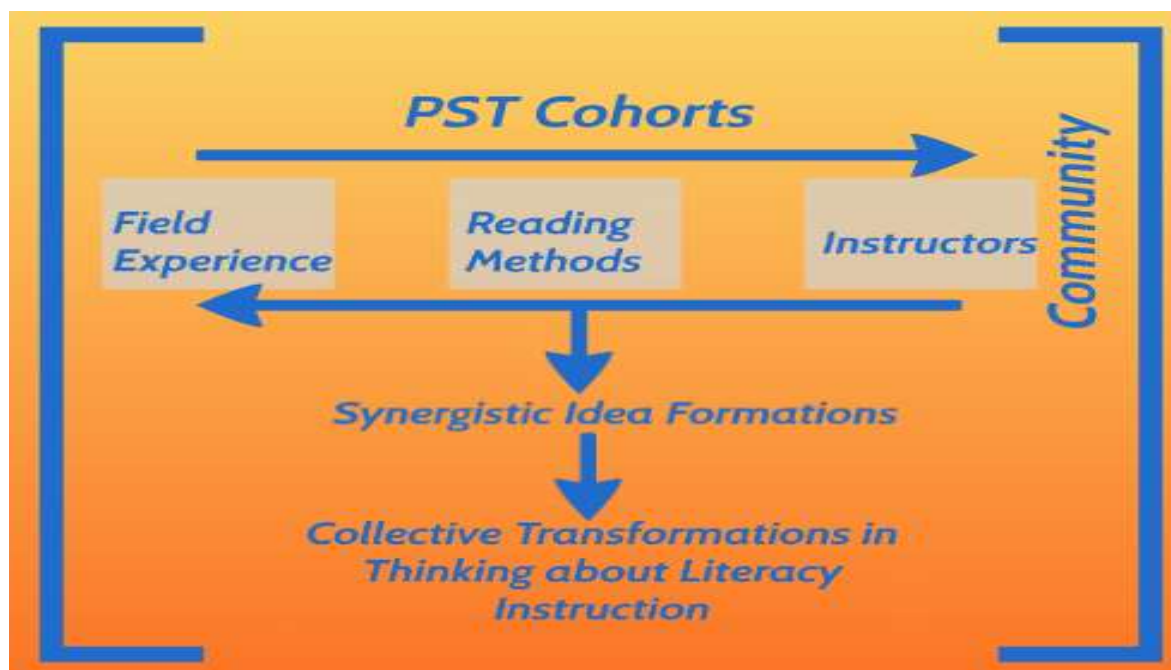 PST Cohorts
Field
Experience
Reading
Methods
Instructors
Community
Synergistic Idea Formations
Collective Transformations in
Thinking about Literacy
Instruction